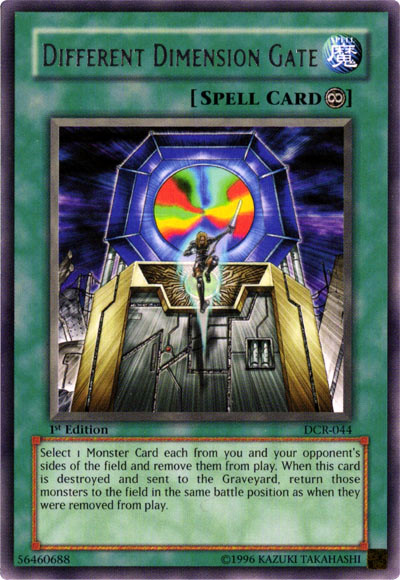 DIFFERENT DIMENSION GATE 魔
[SPELL CARD♾]
1st Edition DCR-044
Select 1 Monster Card each from you and your opponent's
sides of the field and remove them from play. When this card
is destroyed and sent to the Graveyard, return those
monsters to the field in the same battle position as when they
were removed from play.
56460688 ©1996 KAZUKI TAKAHASHI